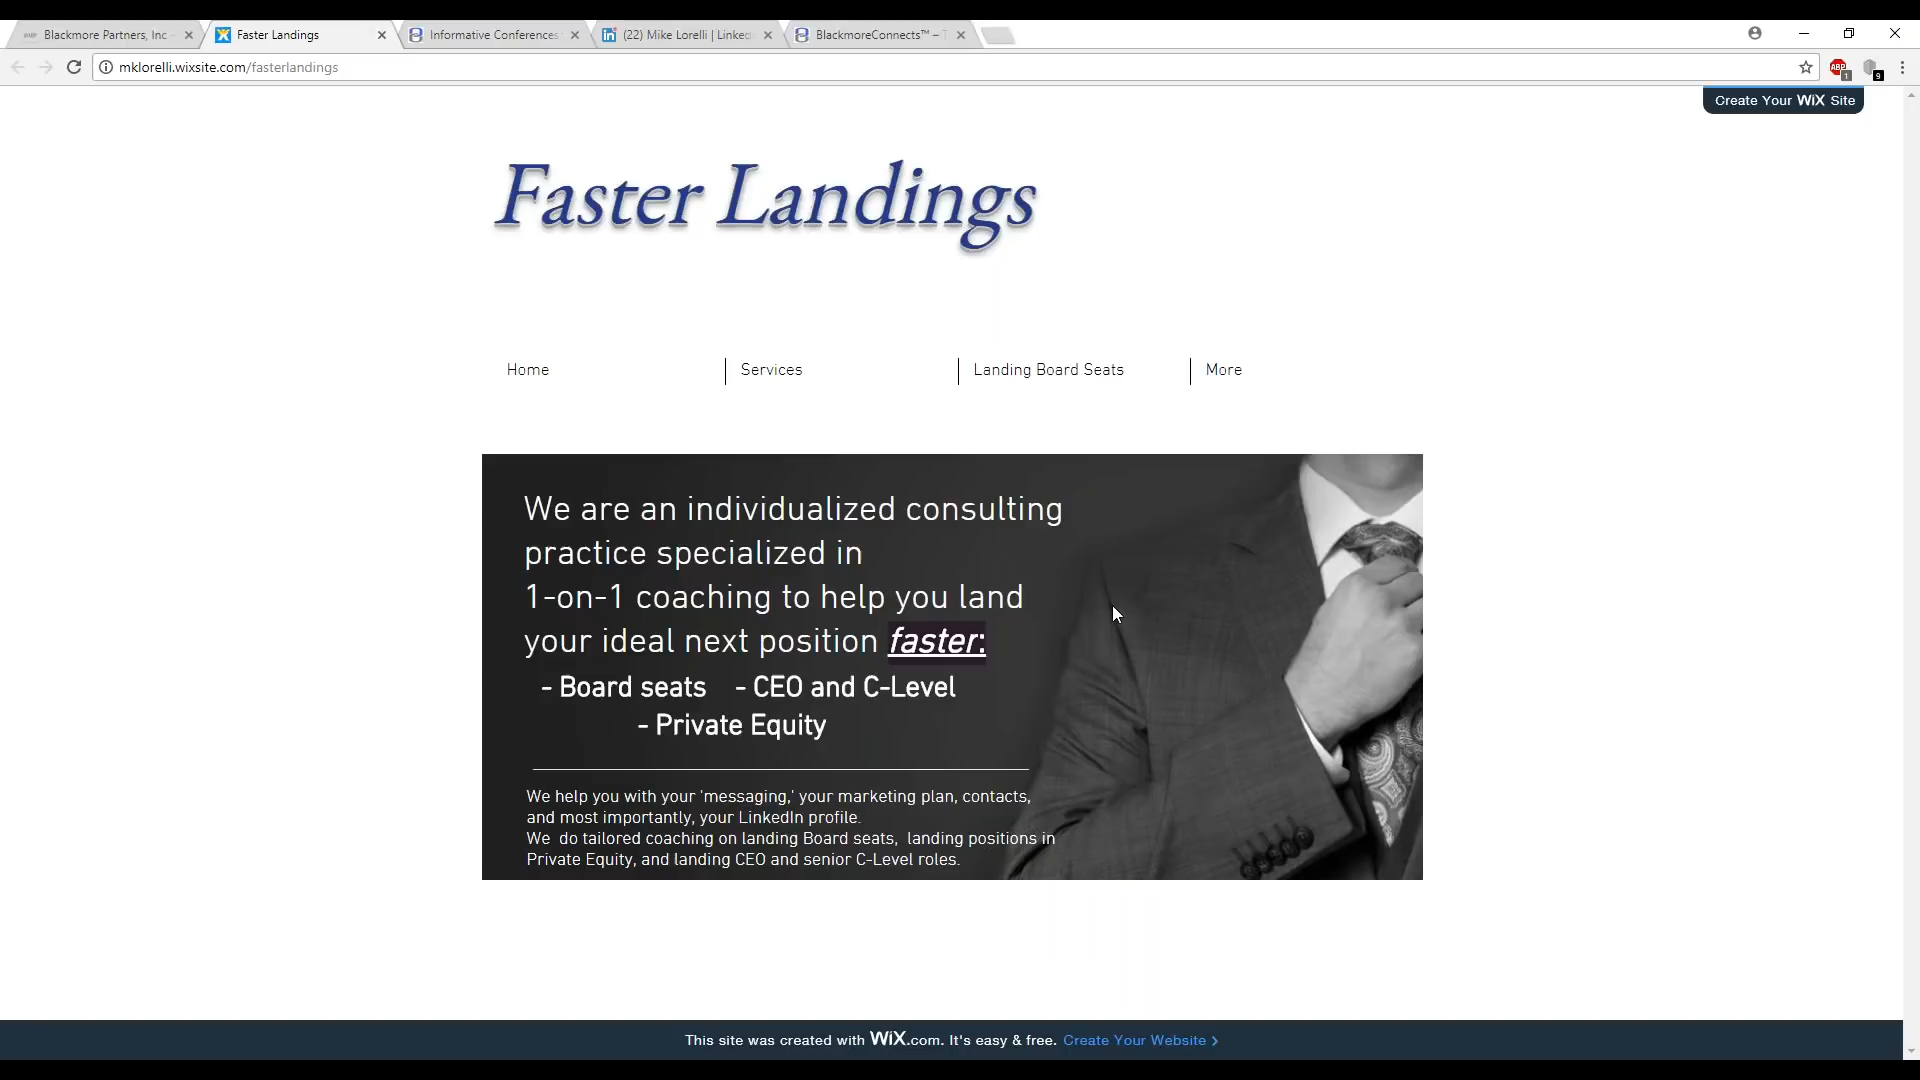 Blackmore Partners, Inc
Faster Landings
Informative Conferences
(22) Mike Lorelli | Linked
BlackmoreConnects™ – T
mklorelli.wixsite.com/fasterlandings
ABP
1
9
Create Your WiX Site
Faster Landings
Home
Services
Landing Board Seats
More
We are an individualized consulting
practice specialized in
1-on-1 coaching to help you land
your ideal next position faster:
- Board seats - CEO and C-Level
- Private Equity
We help you with your 'messaging,' your marketing plan, contacts,
and most importantly, your LinkedIn profile.
We do tailored coaching on landing Board seats, landing positions in
Private Equity, and landing CEO and senior C-Level roles.
This site was created with WiX.com. It's easy & free. Create Your Website >